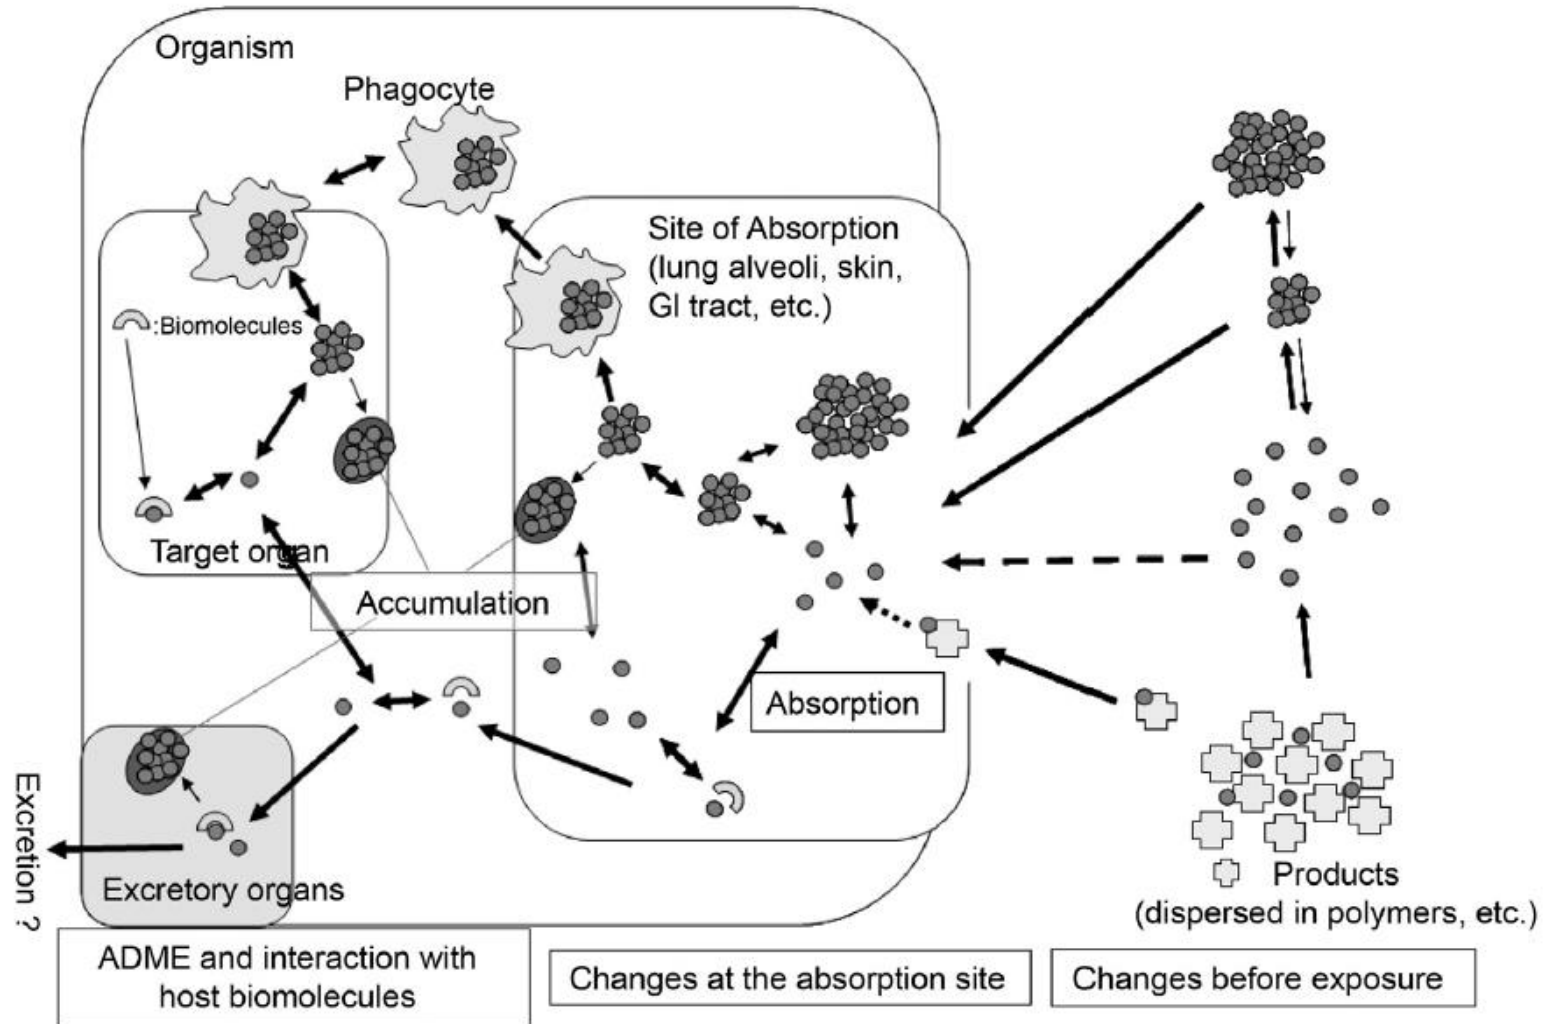 Organism
Phagocyte
Site of Absorption
(lung alveoli, skin,
GI tract, etc.)
:Biomolecules
Target organ
Accumulation
Absorption
Excretory organs
Excretion ?
Products
(dispersed in polymers, etc.)
ADME and interaction with
host biomolecules
Changes at the absorption site
Changes before exposure